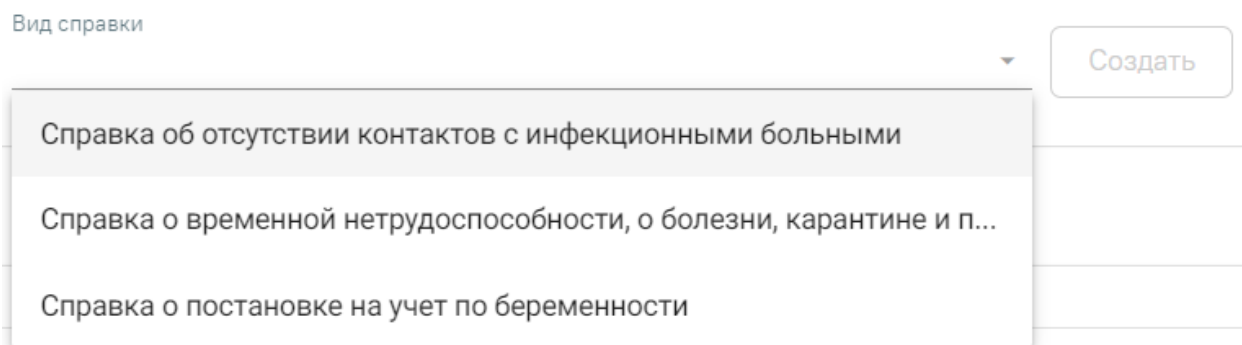 Вид справки
Создать
Справка об отсутствии контактов с инфекционными больными
Справка о временной нетрудоспособности, о болезни, карантине и п...
Справка о постановке на учет по беременности